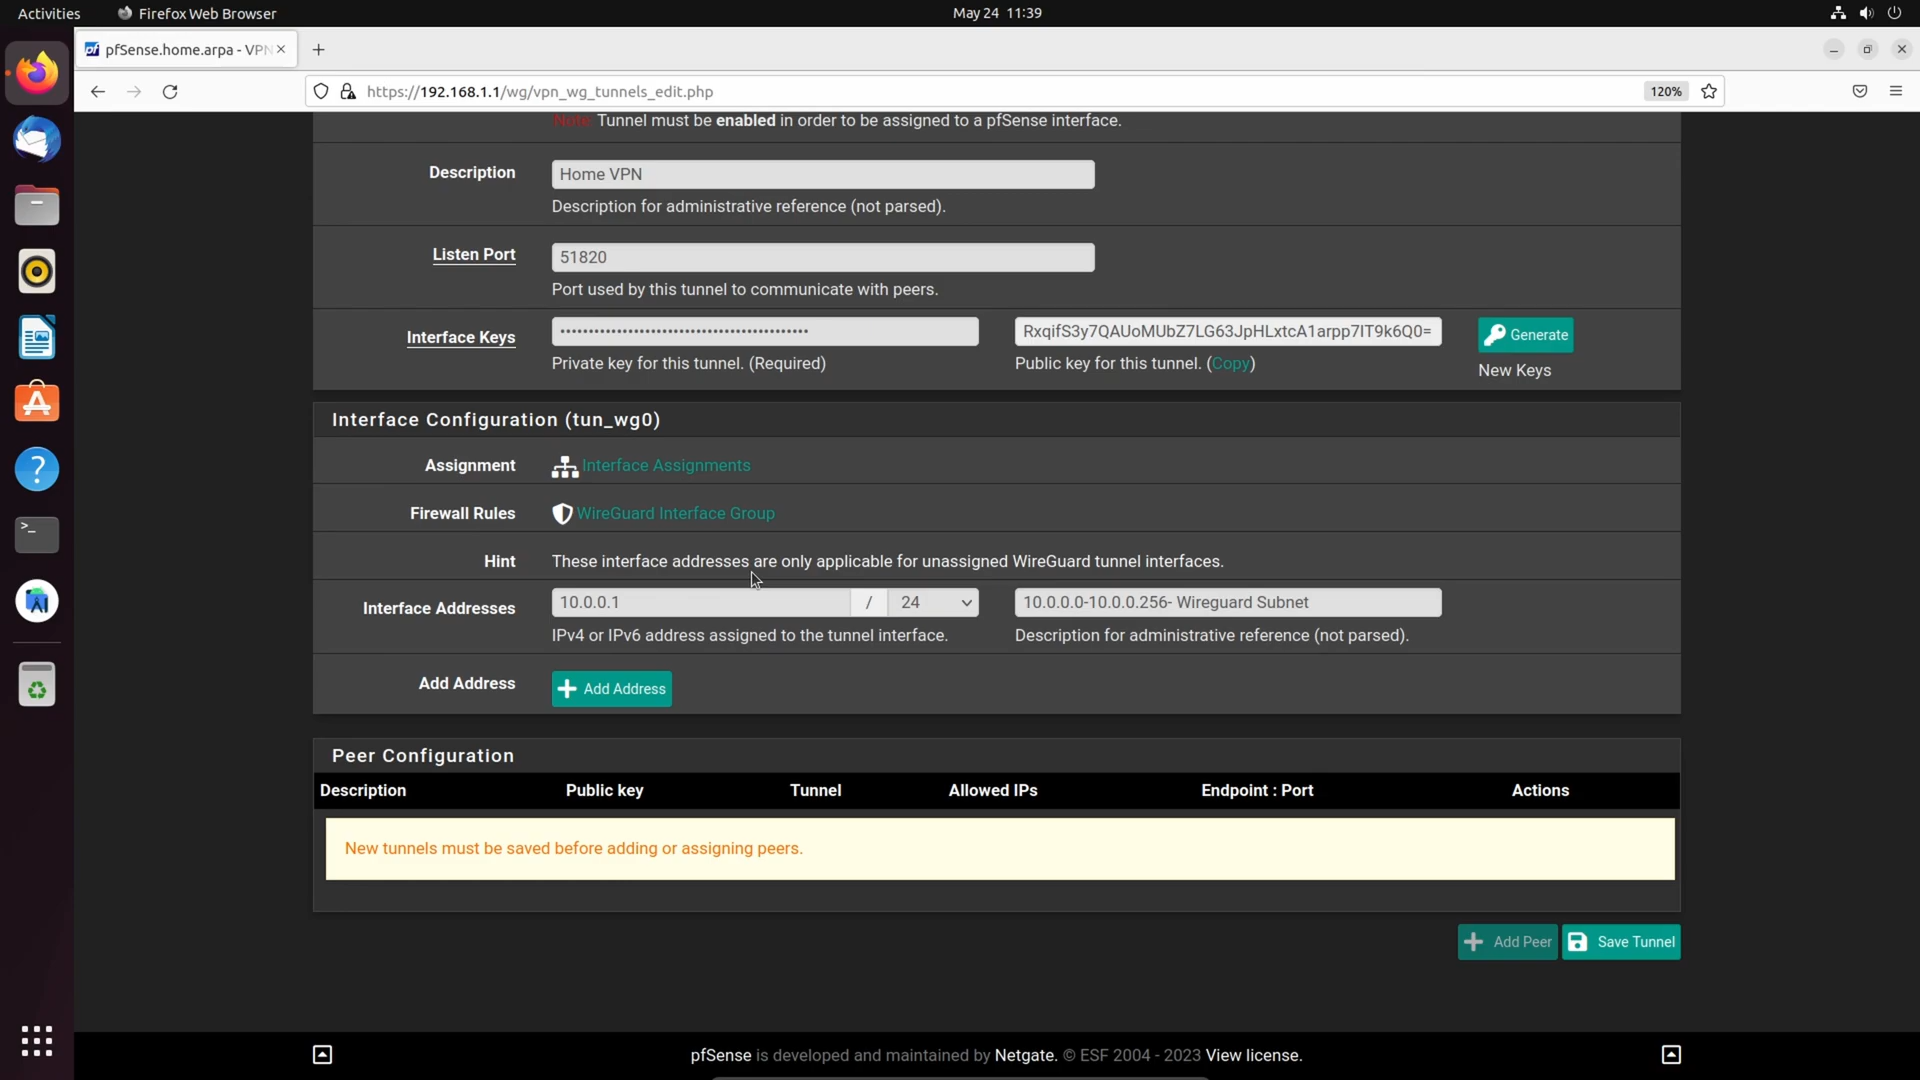 Activities
Firefox Web Browser
May 24 11:39
pfSense.home.arpa - VPN
https://192.168.1.1/wg/vpn_wg_tunnels_edit.php
120%
Note: Tunnel must be enabled in order to be assigned to a pfSense interface.
Description
Home VPN
Description for administrative reference (not parsed).
Listen Port
51820
Port used by this tunnel to communicate with peers.
Interface Keys
RxqifS3y7QAUoMUbZ7LG63JpHLxtcA1arpp7IT9k6Q0=
Generate
Private key for this tunnel. (Required)
Public key for this tunnel. (Copy)
New Keys
Interface Configuration (tun_wg0)
Assignment
Interface Assignments
Firewall Rules
WireGuard Interface Group
Hint
These interface addresses are only applicable for unassigned WireGuard tunnel interfaces.
Interface Addresses
10.0.0.1
/
24
10.0.0.0-10.0.0.256- Wireguard Subnet
IPv4 or IPv6 address assigned to the tunnel interface.
Description for administrative reference (not parsed).
Add Address
Add Address
Peer Configuration
Description
Public key
Tunnel
Allowed IPs
Endpoint : Port
Actions
New tunnels must be saved before adding or assigning peers.
Add Peer
Save Tunnel
pfSense is developed and maintained by Netgate. © ESF 2004 - 2023 View license.